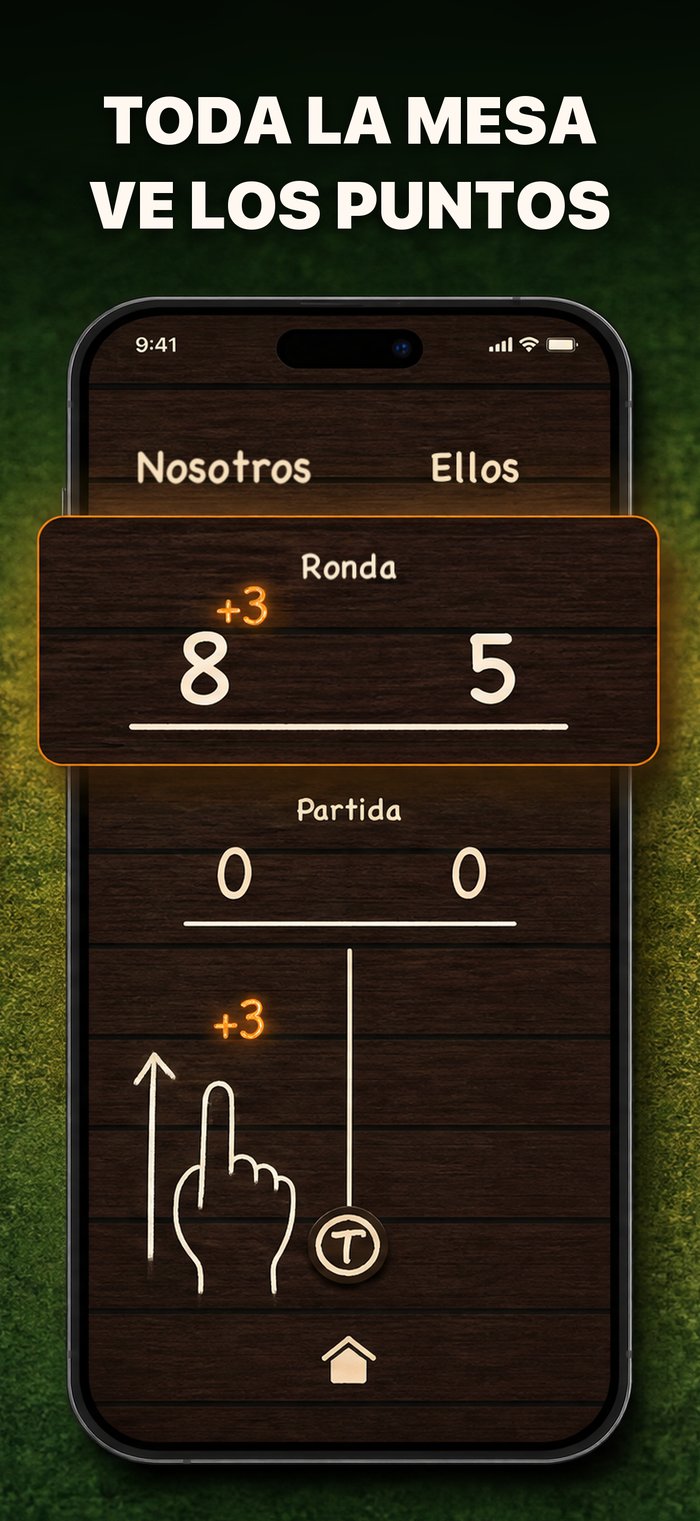 TODA LA MESA
VE LOS PUNTOS
9:41
Nosotros Ellos
Ronda
+3
8 5
Partida
0 0
+3
T